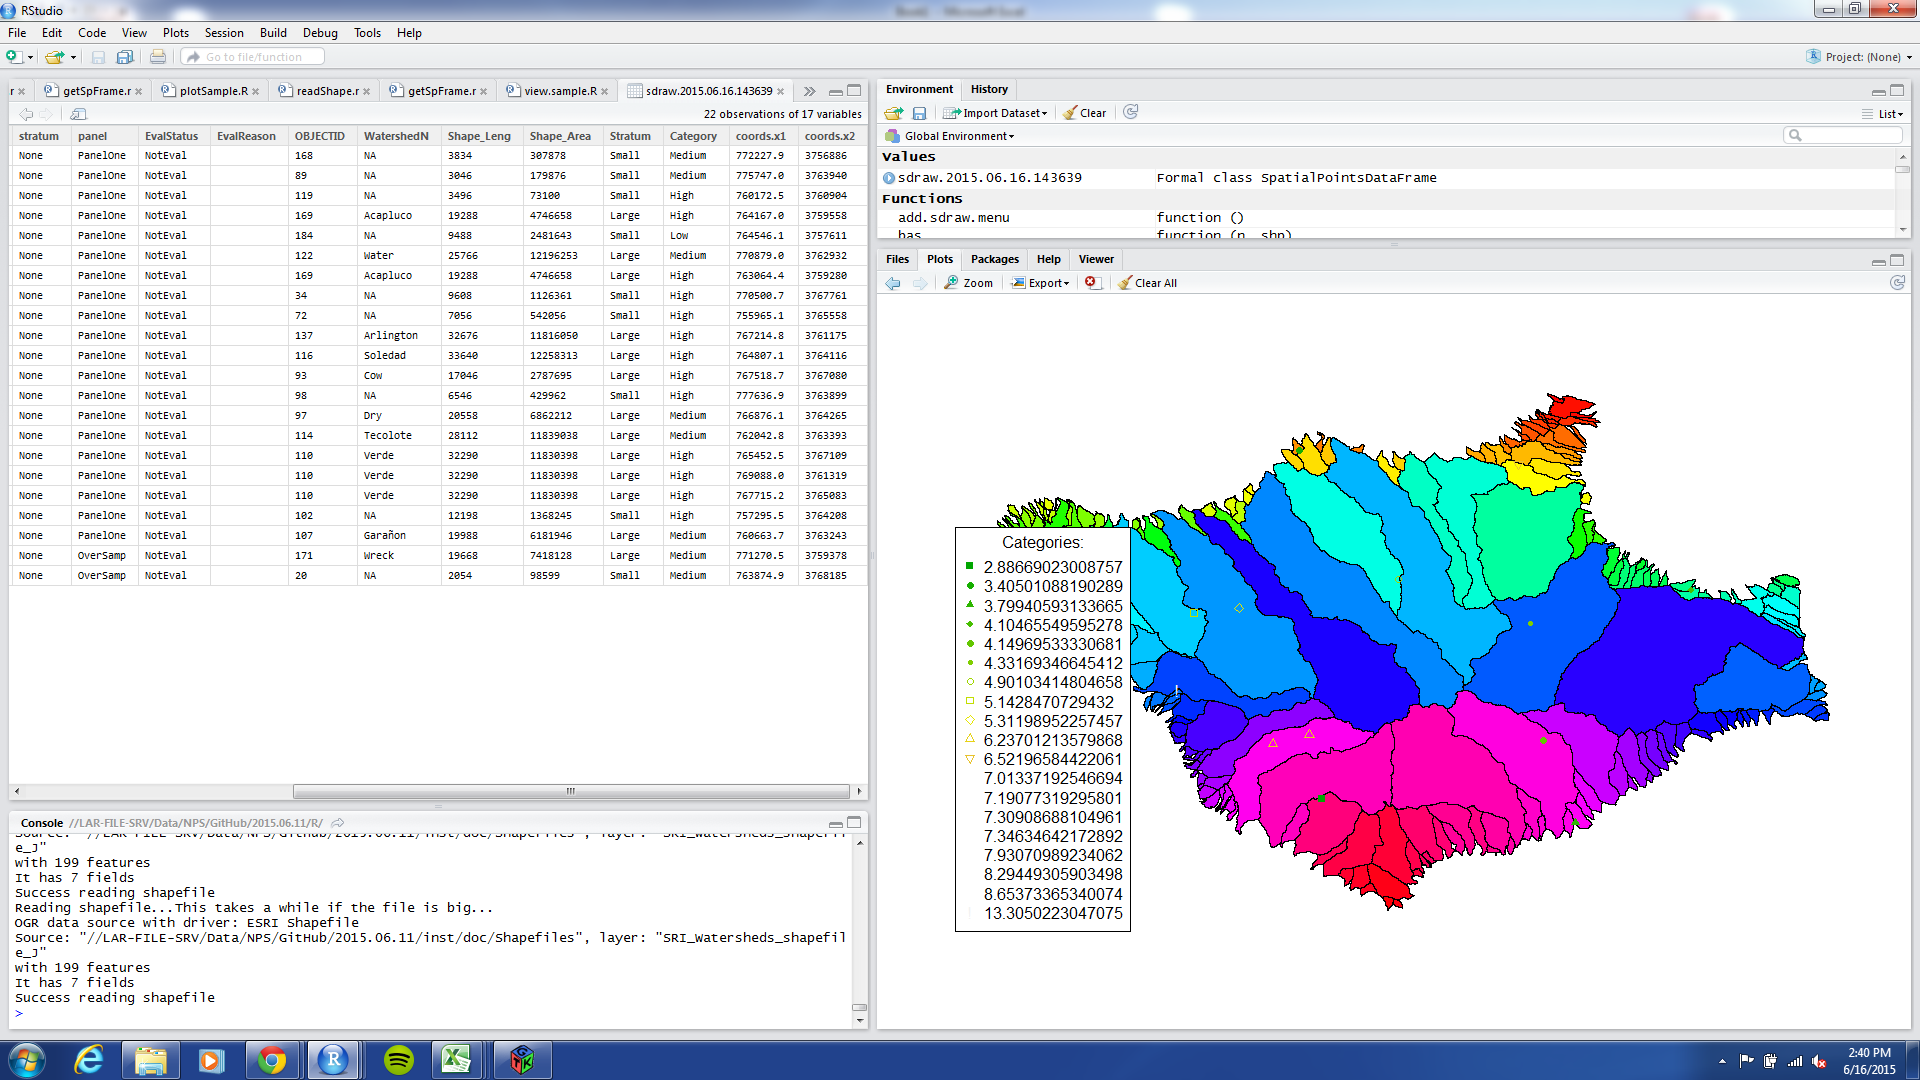 RStudio
File Edit Code View Plots Session Build Debug Tools Help
Go to file/function
Project: (None)
r getSpFrame.r plotSample.R readShape.r getSpFrame.r view.sample.R sdraw.2015.06.16.143639
22 observations of 17 variables
stratum panel EvalStatus EvalReason OBJECTID WatershedN Shape_Leng Shape_Area Stratum Category coords.x1 coords.x2
None PanelOne NotEval 168 NA 3834 307878 Small Medium 772227.9 3756886
None PanelOne NotEval 89 NA 3046 179876 Small Medium 775747.0 3763940
None PanelOne NotEval 119 NA 3496 73100 Small High 760172.5 3760904
None PanelOne NotEval 169 Acapluco 19288 4746658 Large High 764167.0 3759558
None PanelOne NotEval 184 NA 9488 2481643 Small Low 764546.1 3757611
None PanelOne NotEval 122 Water 25766 12196253 Large Medium 770879.0 3762932
None PanelOne NotEval 169 Acapluco 19288 4746658 Large High 763064.4 3759280
None PanelOne NotEval 34 NA 9608 1126361 Small High 770500.7 3767761
None PanelOne NotEval 72 NA 7056 542056 Small High 755965.1 3765558
None PanelOne NotEval 137 Arlington 32676 11816050 Large High 767214.8 3761175
None PanelOne NotEval 116 Soledad 33640 12258313 Large High 764807.1 3764116
None PanelOne NotEval 93 Cow 17046 2787695 Large High 767518.7 3767080
None PanelOne NotEval 98 NA 6546 429962 Small High 777636.9 3763899
None PanelOne NotEval 97 Dry 20558 6862212 Large Medium 766876.1 3764265
None PanelOne NotEval 114 Tecolote 28112 11839038 Large Medium 762042.8 3763393
None PanelOne NotEval 110 Verde 32290 11830398 Large High 765452.5 3767109
None PanelOne NotEval 110 Verde 32290 11830398 Large High 769088.0 3761319
None PanelOne NotEval 110 Verde 32290 11830398 Large High 767715.2 3765083
None PanelOne NotEval 102 NA 12198 1368245 Small High 757295.5 3764208
None PanelOne NotEval 107 Garañon 19988 6181946 Large Medium 760663.7 3763243
None OverSamp NotEval 171 Wreck 19668 7418128 Large Medium 771270.5 3759378
None OverSamp NotEval 20 NA 2054 98599 Small Medium 763874.9 3768185
Console //LAR-FILE-SRV/Data/NPS/GitHub/2015.06.11/R/
Source: "//LAR-FILE-SRV/Data/NPS/GitHub/2015.06.11/inst/doc/Shapefiles", layer: "SRI_Watersheds_shapefil
e_J"
with 199 features
It has 7 fields
Success reading shapefile
Reading shapefile...This takes a while if the file is big...
OGR data source with driver: ESRI Shapefile
Source: "//LAR-FILE-SRV/Data/NPS/GitHub/2015.06.11/inst/doc/Shapefiles", layer: "SRI_Watersheds_shapefil
e_J"
with 199 features
It has 7 fields
Success reading shapefile
>
Environment History
Import Dataset Clear List
Global Environment
Values
sdraw.2015.06.16.143639 Formal class SpatialPointsDataFrame
Functions
add.sdraw.menu function ()
bas function (n, shp)
Files Plots Packages Help Viewer
Zoom Export Clear All
Categories:
2.88669023008757
3.40501088190289
3.79940593133665
4.10465549595278
4.14969533330681
4.33169346645412
4.90103414804658
5.1428470729432
5.31198952257457
6.23701213579868
6.52196584422061
7.01337192546694
7.19077319295801
7.30908688104961
7.34634642172892
7.93070989234062
8.29449305903498
8.65373365340074
13.3050223047075
2:40 PM
6/16/2015